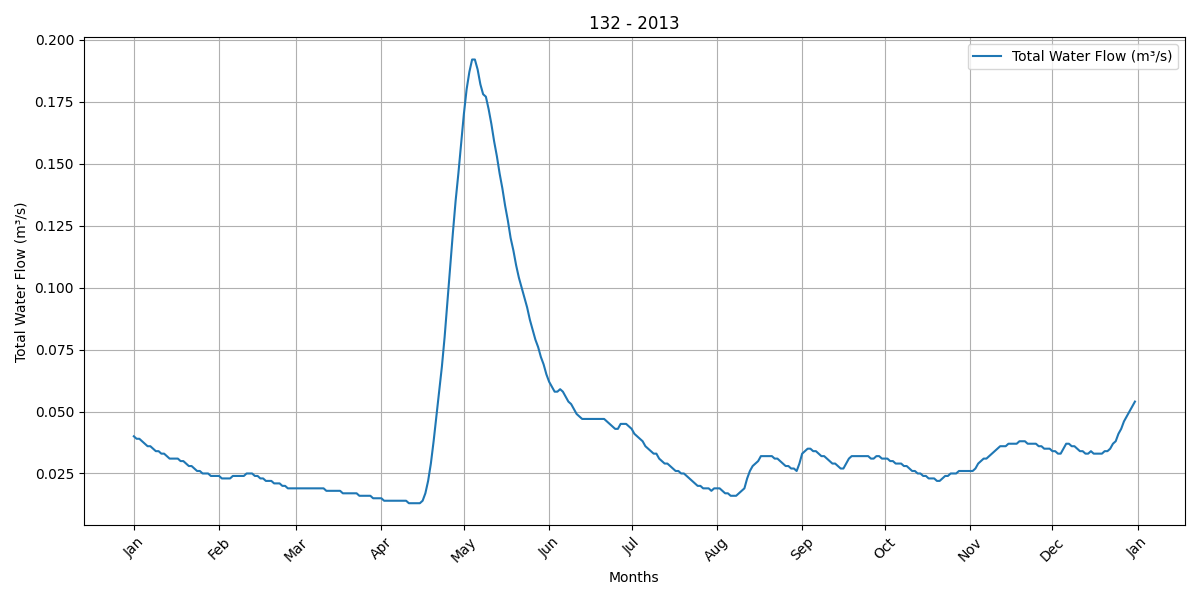 132 - 2013
Total Water Flow (m³/s)
0.200
0.175
0.150
0.125
0.100
0.075
0.050
0.025
Total Water Flow (m³/s)
Jan
Feb
Mar
Apr
May
Jun
Jul
Aug
Sep
Oct
Nov
Dec
Jan
Months